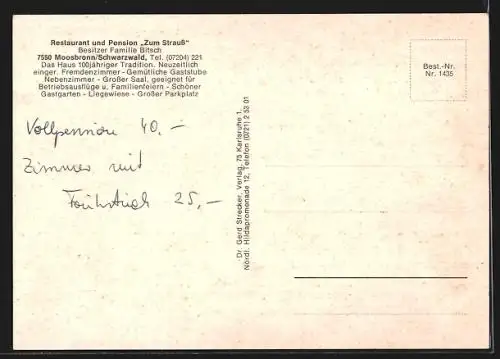 Restaurant und Pension „Zum Strauß"
Besitzer Familie Bitsch
7550 Moosbronn/Schwarzwald, Tel. (07204) 221
Das Haus 100jähriger Tradition. Neuzeitlich
einger. Fremdenzimmer - Gemütliche Gaststube
Nebenzimmer - Großer Saal, geeignet für
Betriebsausflüge u. Familienfeiern - Schöner
Gastgarten - Liegewiese - Großer Parkplatz
Vollpension 40,-
Zimmer mit
Frühstück 25,-
Dr. Gerd Strecker, Verlag, 75 Karlsruhe 1,
Nördl. Hildapromenade 12, Telefon (0721) 2 53 01
Best.-Nr.
Nr. 1435